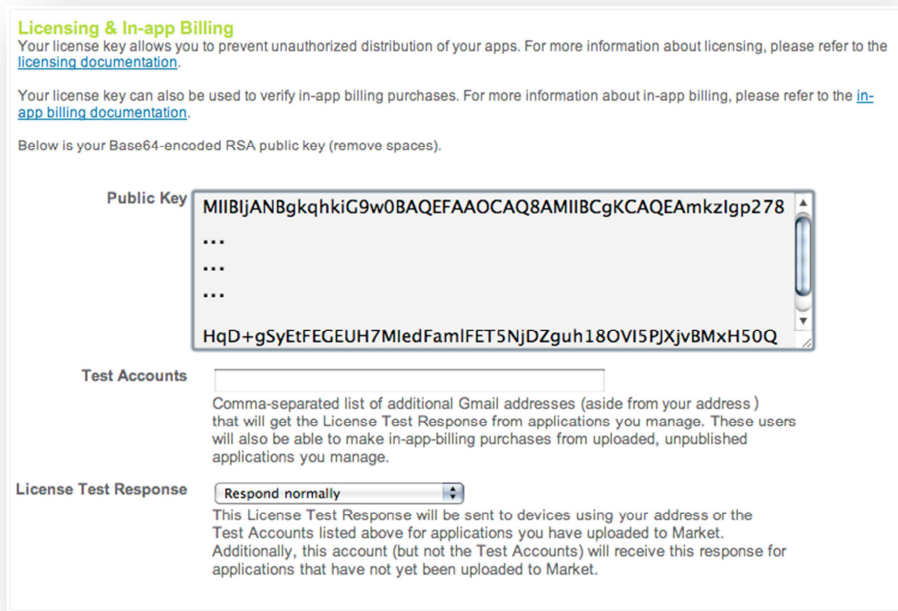 Licensing & In-app Billing
Your license key allows you to prevent unauthorized distribution of your apps. For more information about licensing, please refer to the
licensing documentation.
Your license key can also be used to verify in-app billing purchases. For more information about in-app billing, please refer to the in-
app billing documentation.
Below is your Base64-encoded RSA public key (remove spaces).
Public Key
MIIBIjANBgkqhkiG9w0BAQEFAAOCAQ8AMIIBCgKCAQEAmkzIgp278
...
...
...
HqD+gSyEtFEGEUH7MIedFamlFET5NjDZguh18OVI5PJXjvBMxH50Q
Test Accounts
Comma-separated list of additional Gmail addresses (aside from your address )
that will get the License Test Response from applications you manage. These users
will also be able to make in-app-billing purchases from uploaded, unpublished
applications you manage.
License Test Response
Respond normally
This License Test Response will be sent to devices using your address or the
Test Accounts listed above for applications you have uploaded to Market.
Additionally, this account (but not the Test Accounts) will receive this response for
applications that have not yet been uploaded to Market.